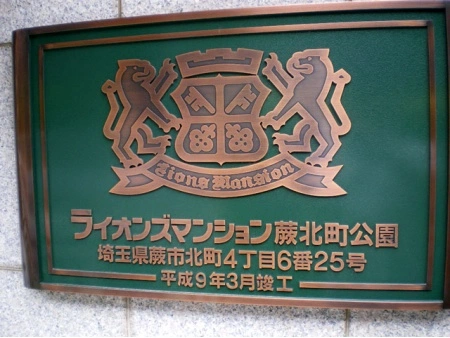 Lions Mansion
ライオンズマンション蕨北町公園
埼玉県蕨市北町4丁目6番25号
平成9年3月竣工